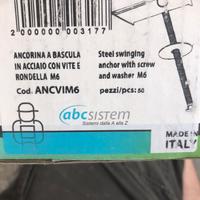 2 000000 003177
ANCORINA A BASCULA
IN ACCIAIO CON VITE E
RONDELLA M6
Cod. ANCVIM6
Steel swinging
anchor with screw
and washer M6
pezzi/pcs: 50
abcsistem
Sistemi dalla A alla Z
MADE IN
ITALY